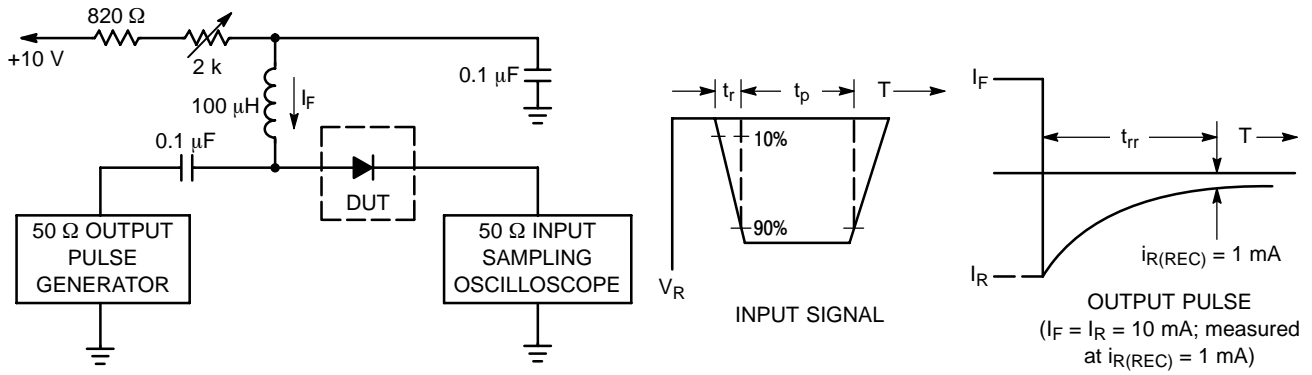 820 Ω
+10 V
2 k
100 µH
I_F
0.1 µF
0.1 µF
DUT
50 Ω OUTPUT
PULSE
GENERATOR
50 Ω INPUT
SAMPLING
OSCILLOSCOPE
t_r
t_p
T
10%
90%
V_R
INPUT SIGNAL
I_F
t_rr
T
I_R
i_R(REC) = 1 mA
OUTPUT PULSE
(I_F = I_R = 10 mA; measured
at i_R(REC) = 1 mA)